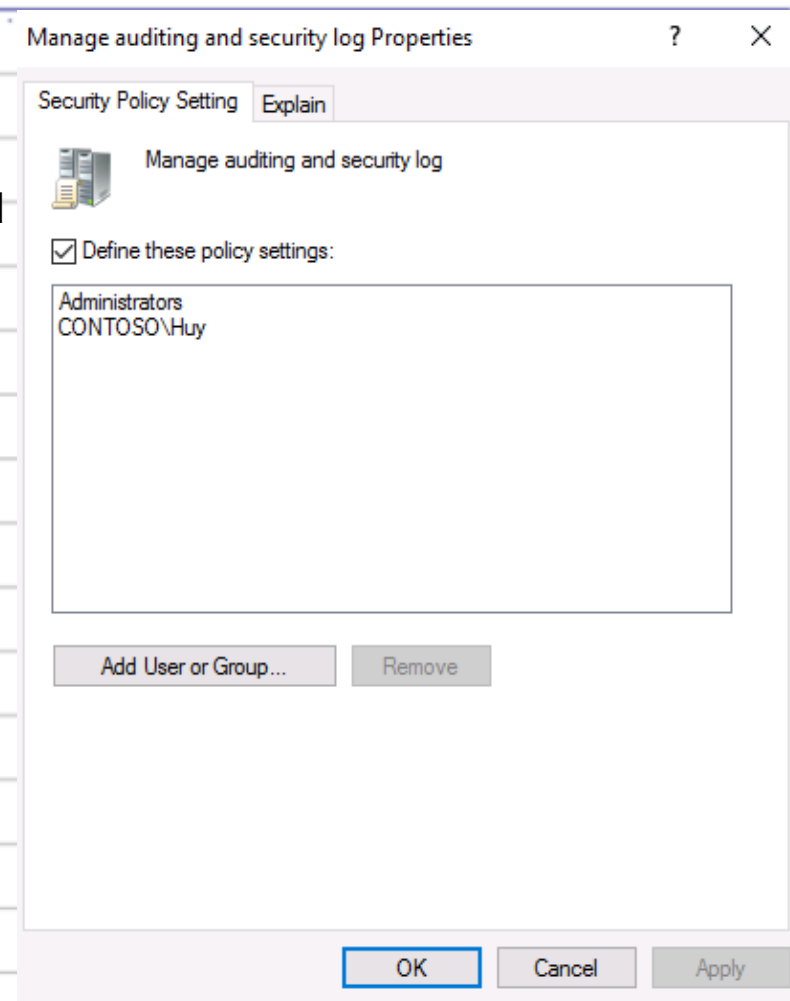 Manage auditing and security log Properties
? X
Security Policy Setting Explain
Manage auditing and security log
Define these policy settings:
Administrators
CONTOSO\Huy
Add User or Group... Remove
OK Cancel Apply